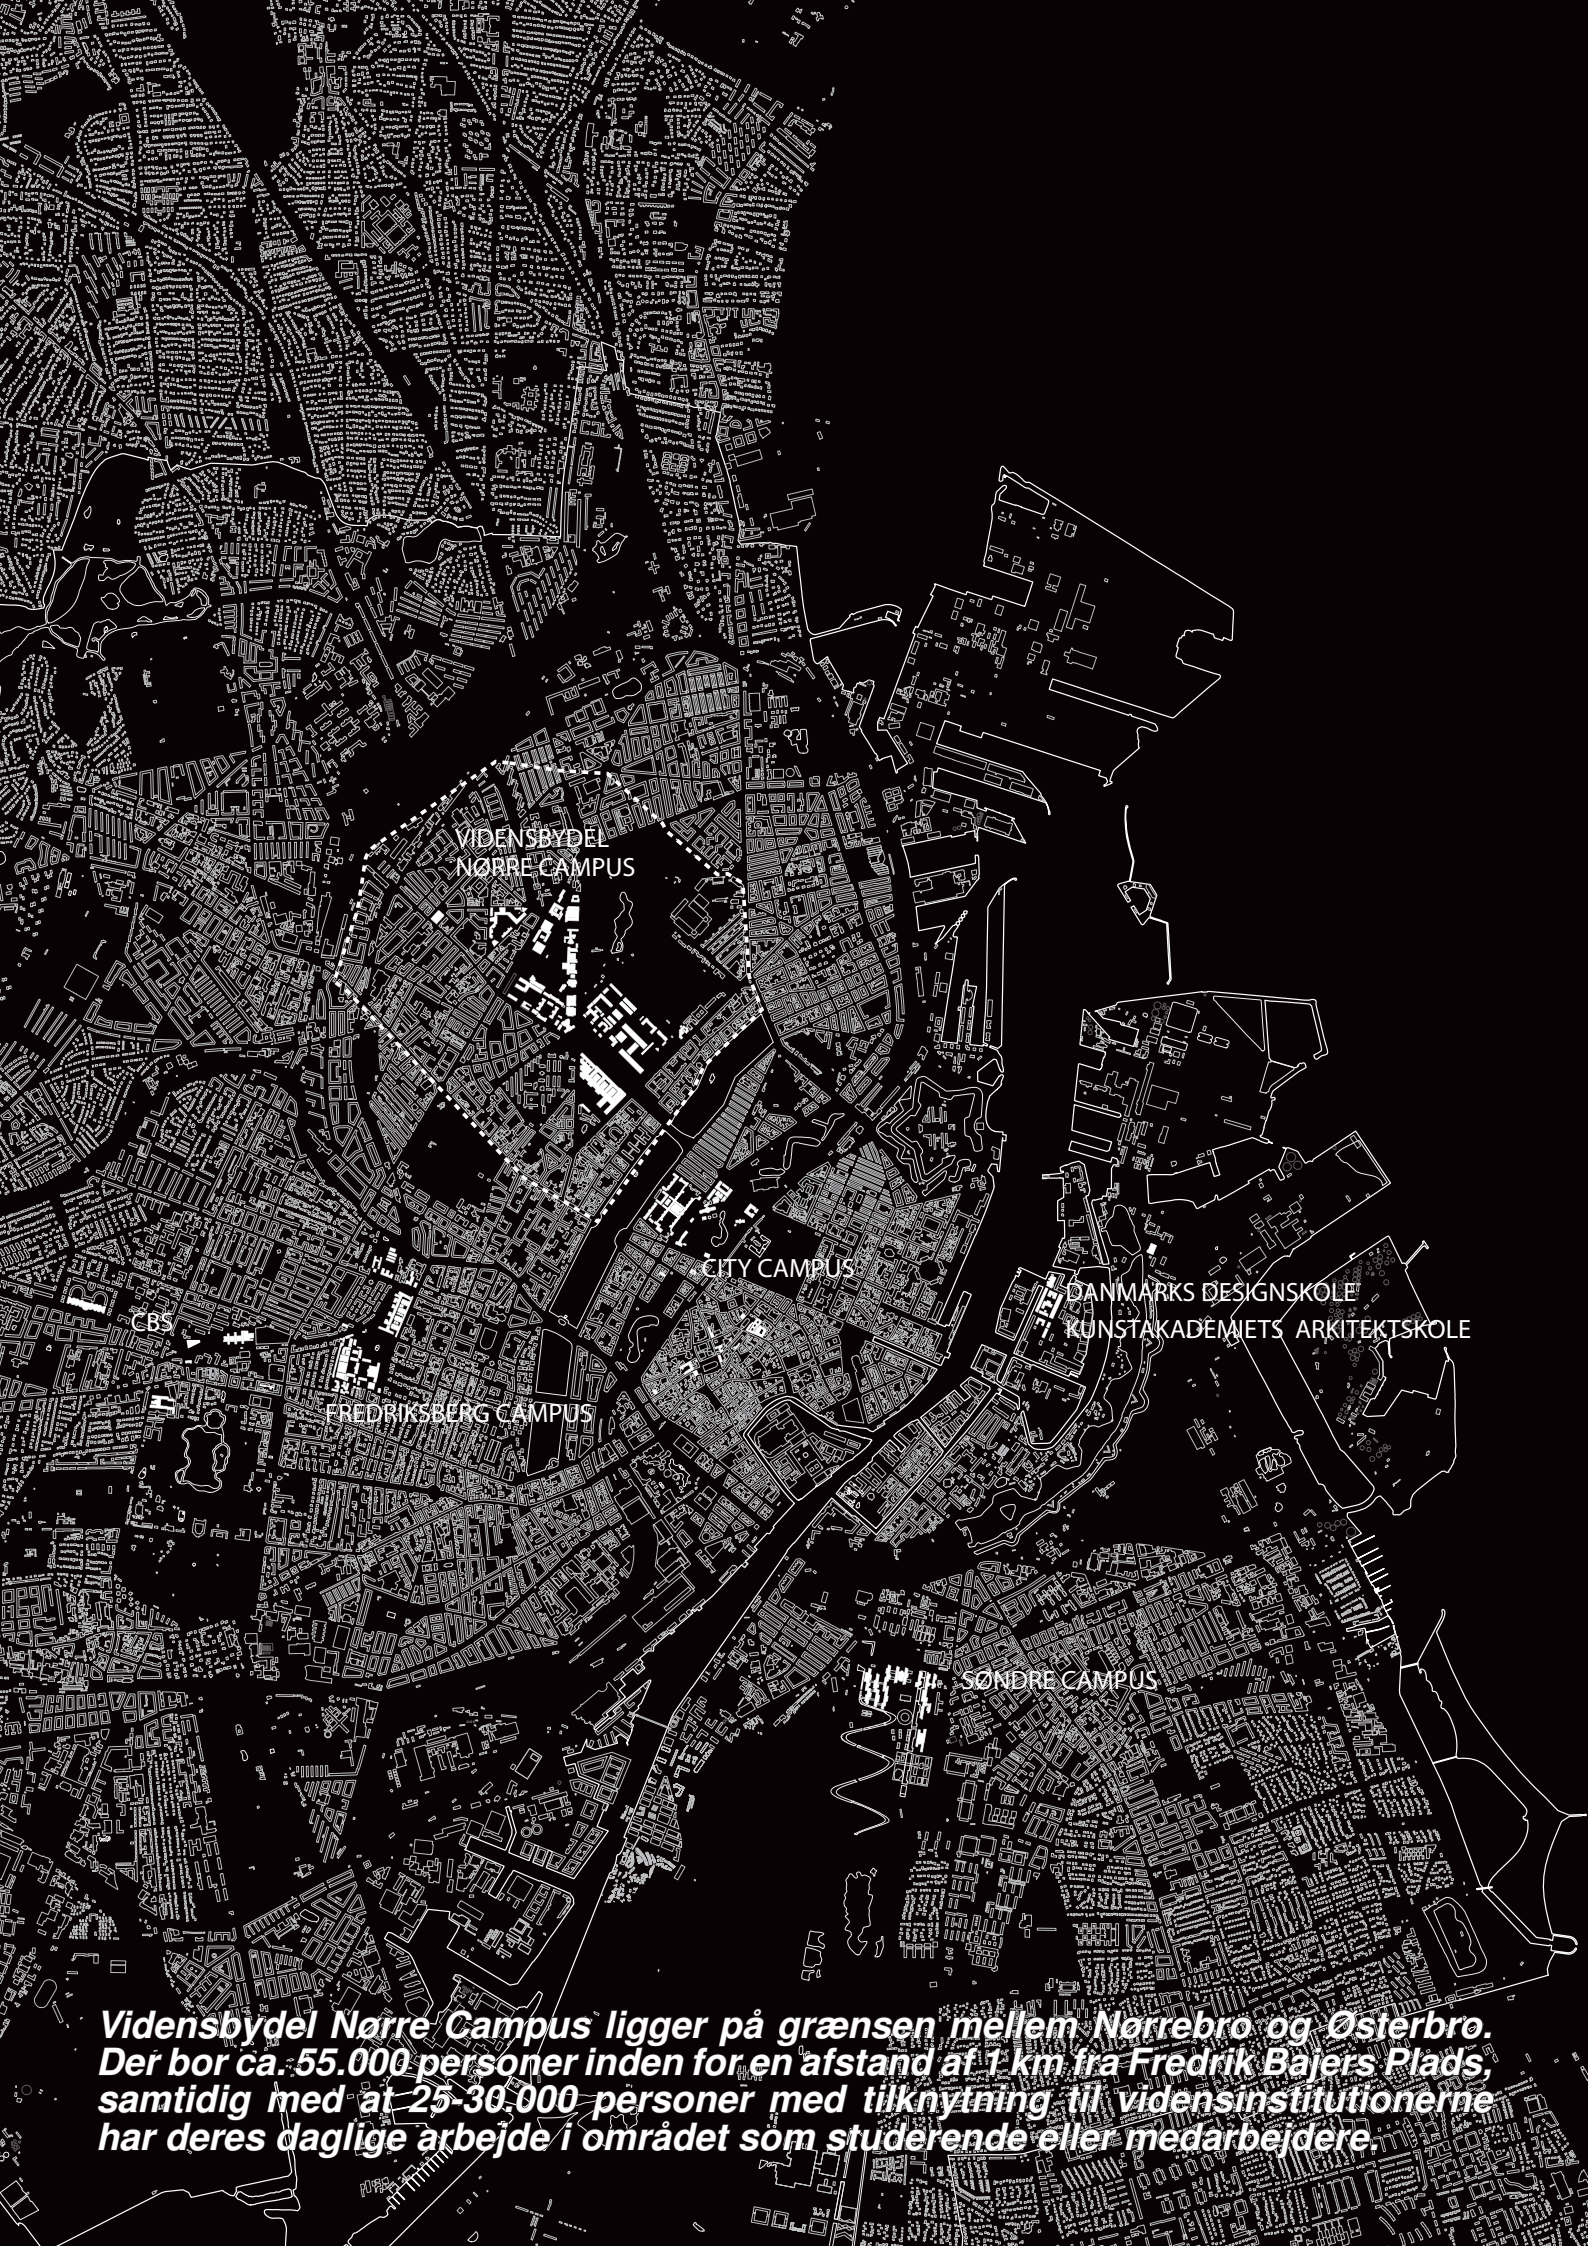 VIDENSBYDEL
NØRRE CAMPUS
CITY CAMPUS
DANMARKS DESIGNSKOLE
CBS
KUNSTAKADEMIETS ARKITEKTSKOLE
FREDRIKSBERG CAMPUS
SØNDRE CAMPUS
Vidensbydel Nørre Campus ligger på grænsen mellem Nørrebro og Østerbro.
Der bor ca. 55.000 personer inden for en afstand af 1 km fra Fredrik Bajers Plads,
samtidig med at 25-30.000 personer med tilknytning til vidensinstitutionerne
har deres daglige arbejde i området som studerende eller medarbejdere.